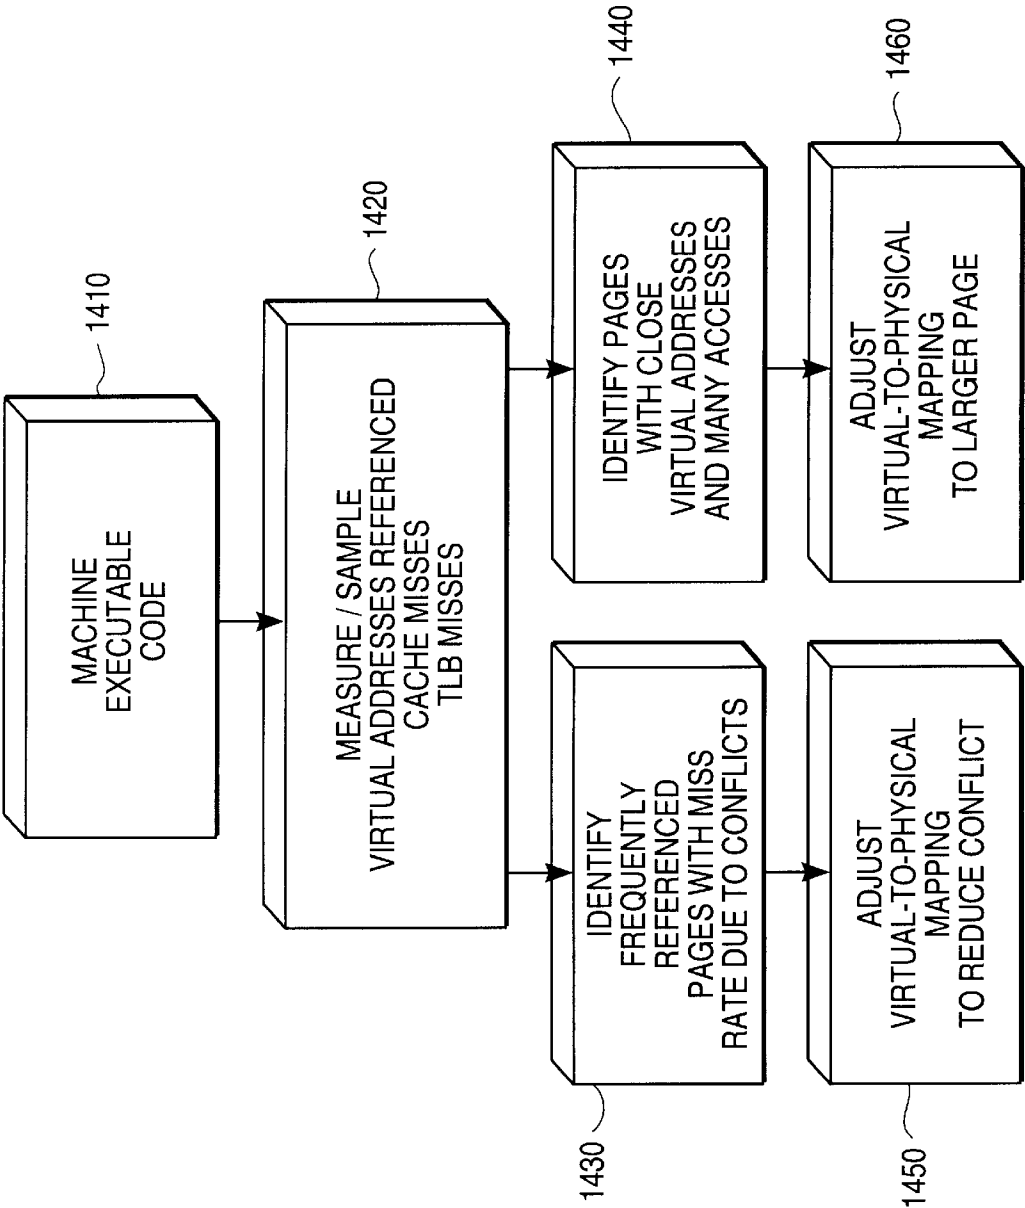 1410
MACHINE
EXECUTABLE
CODE
1420
MEASURE / SAMPLE
VIRTUAL ADDRESSES REFERENCED
CACHE MISSES
TLB MISSES
1430
IDENTIFY
FREQUENTLY
REFERENCED
PAGES WITH MISS
RATE DUE TO CONFLICTS
1440
IDENTIFY PAGES
WITH CLOSE
VIRTUAL ADDRESSES
AND MANY ACCESSES
1450
ADJUST
VIRTUAL-TO-PHYSICAL
MAPPING
TO REDUCE CONFLICT
1460
ADJUST
VIRTUAL-TO-PHYSICAL
MAPPING
TO LARGER PAGE